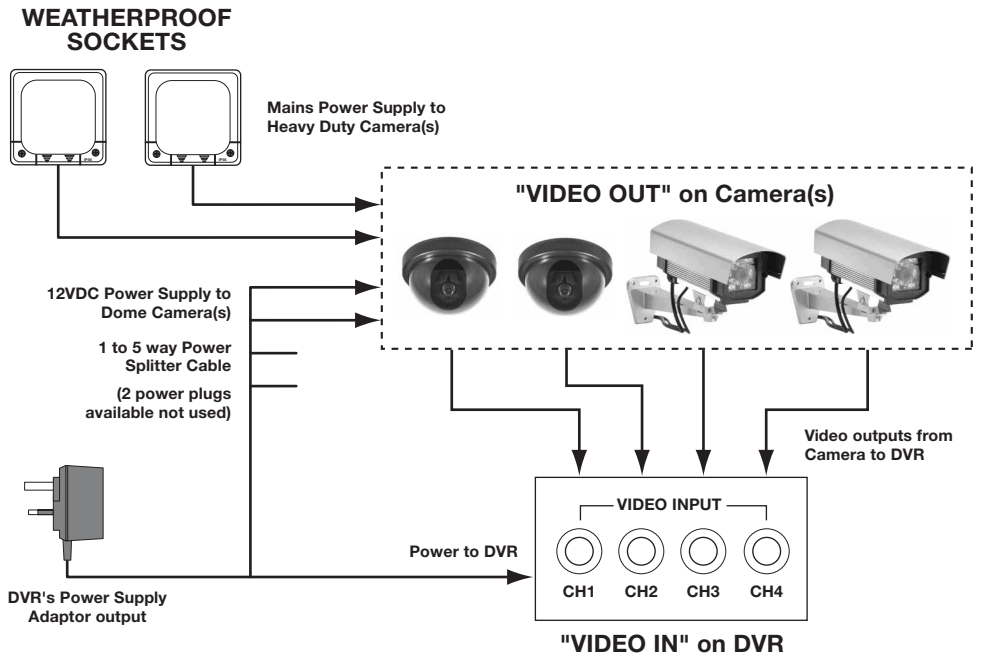 WEATHERPROOF
SOCKETS
IP66
IP66
Mains Power Supply to
Heavy Duty Camera(s)
"VIDEO OUT" on Camera(s)
12VDC Power Supply to
Dome Camera(s)
1 to 5 way Power
Splitter Cable
(2 power plugs
available not used)
Video outputs from
Camera to DVR
VIDEO INPUT
Power to DVR
CH1 CH2 CH3 CH4
DVR's Power Supply
Adaptor output
"VIDEO IN" on DVR